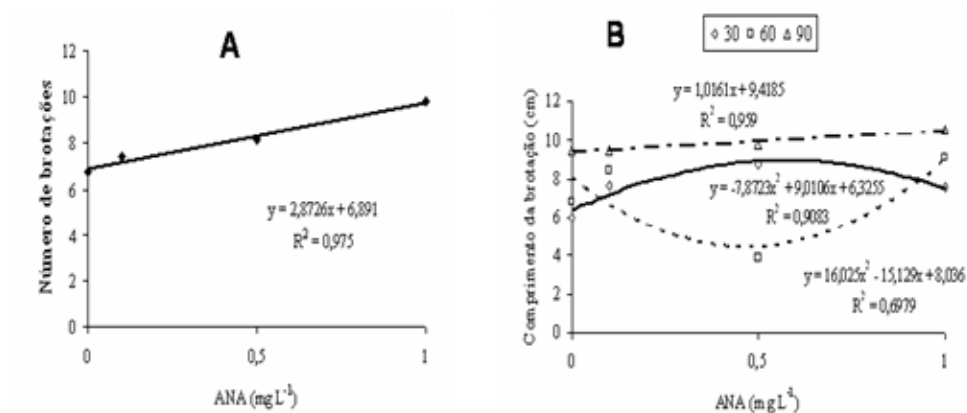 A
Número de brotações
12
10
8
6
4
2
0
y = 2,8726x + 6,891
R² = 0,975
0
0,5
1
ANA (mg L⁻¹)
B
30 60 90
Comprimento da brotação (cm)
12
10
8
6
4
2
0
y = 1,0161x + 9,4185
R² = 0,959
y = -7,8723x² + 9,0106x + 6,3255
R² = 0,9083
y = 16,025x² - 15,129x + 8,036
R² = 0,6979
0
0,5
1
ANA (mg L⁻¹)